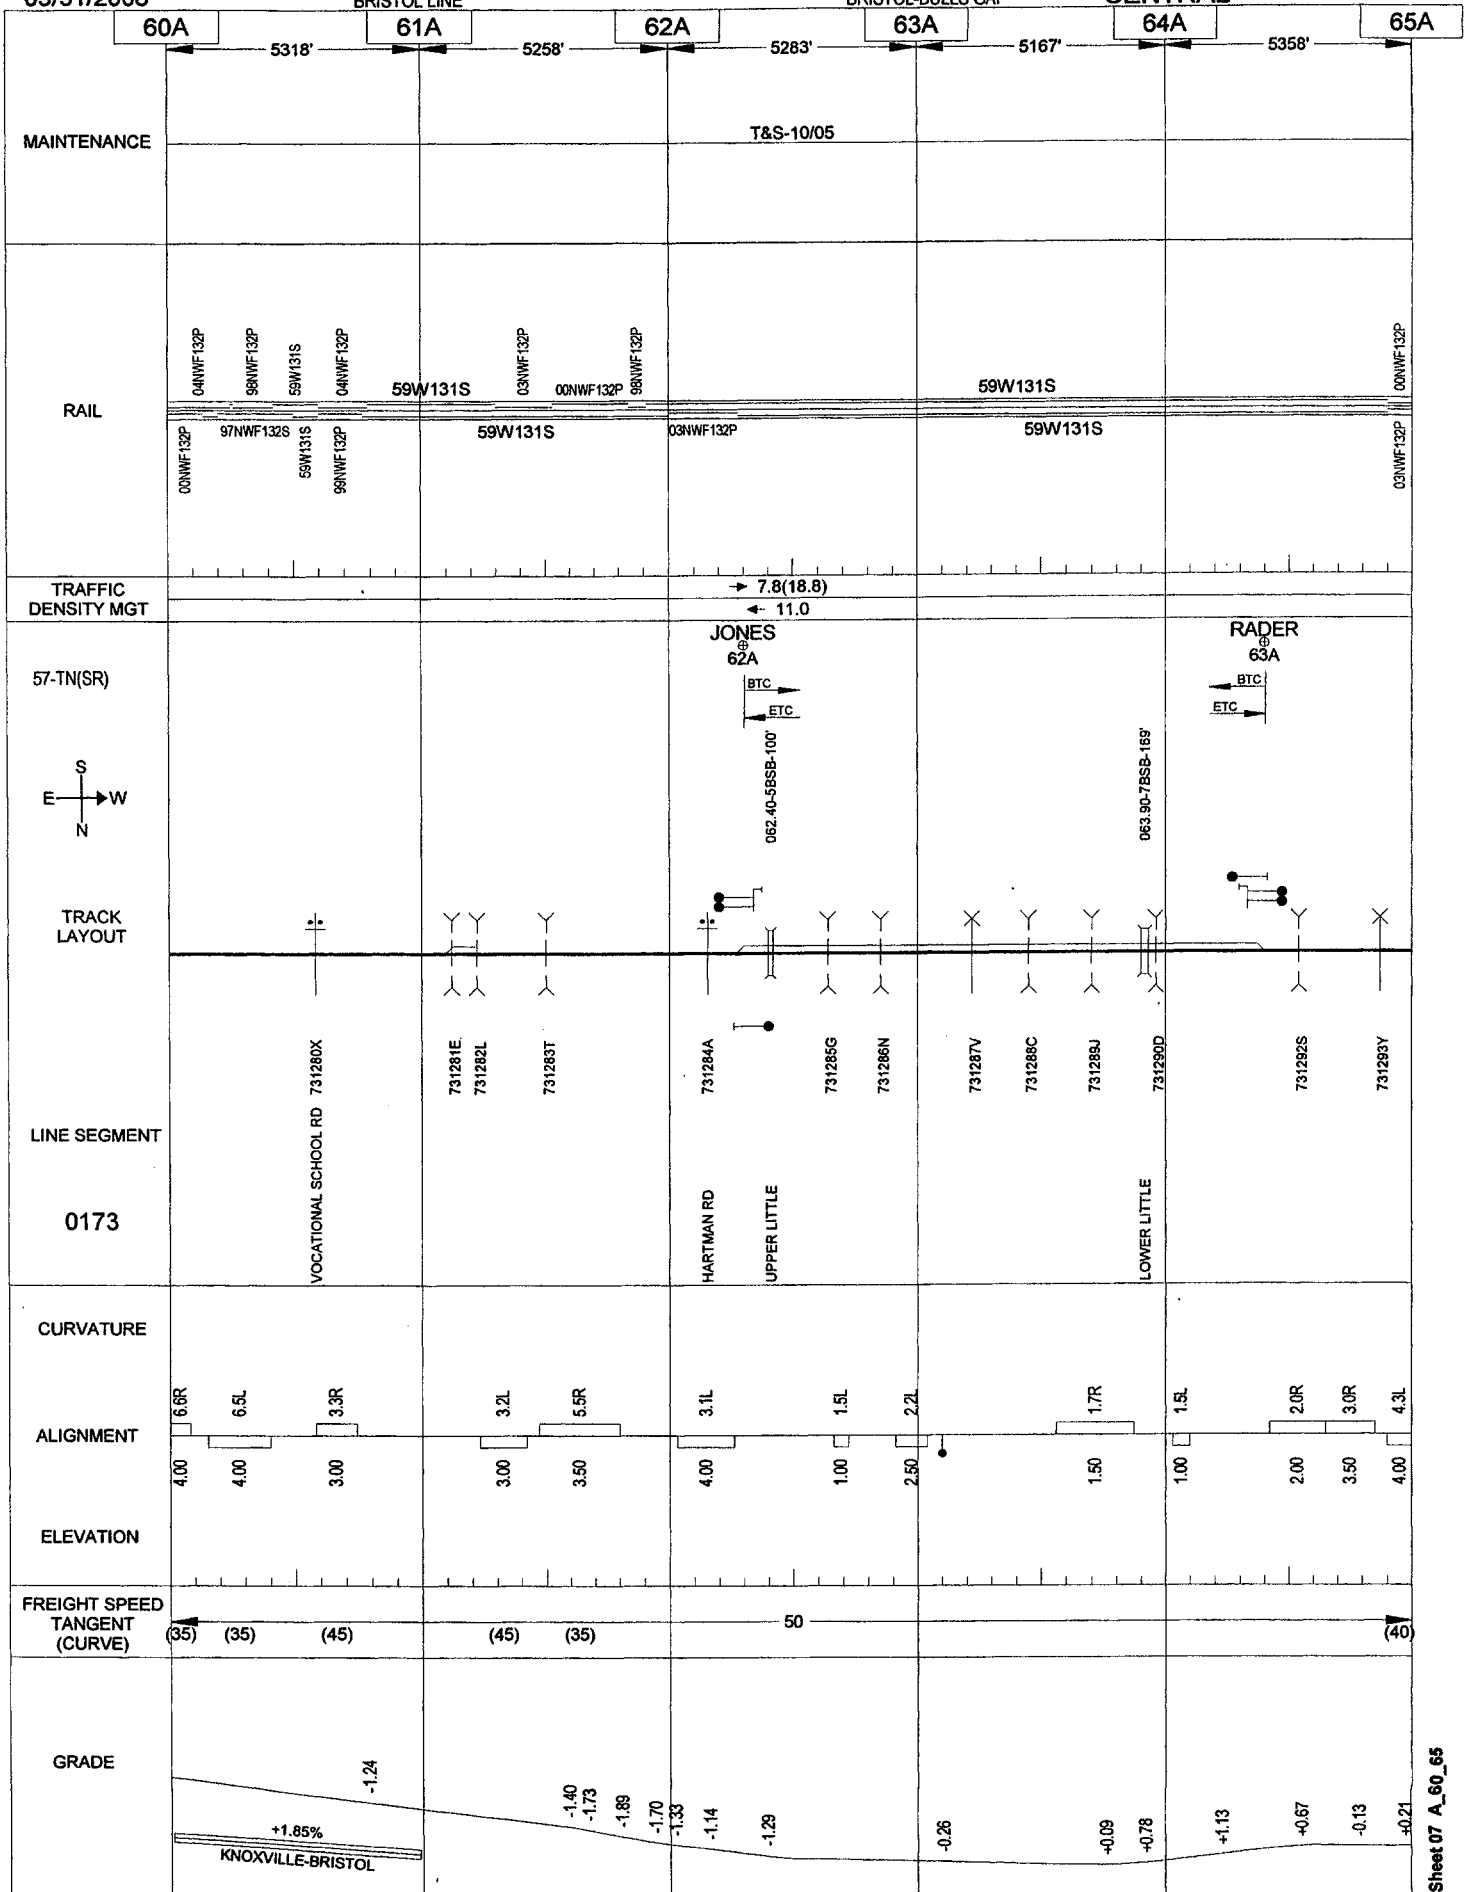 BRISTOL LINE
60A 61A 62A 63A 64A 65A
5318' 5258' 5283' 5167' 5358'
MAINTENANCE
T&S-10/05
RAIL
04NWF132P 98NWF132P 59W131S 04NWF132P 59W131S 03NWF132P 00NWF132P 98NWF132P 59W131S 00NWF132P
00NWF132P 97NWF132S 59W131S 99NWF132P 59W131S 03NWF132P 59W131S 03NWF132P
TRAFFIC
DENSITY MGT
7.8(18.8)
11.0
57-TN(SR)
JONES
62A
BTC
ETC
RADER
63A
BTC
ETC
S
E W
N
062.40-5BSB-100'
063.90-7BSB-169'
TRACK
LAYOUT
731280X 731281E 731282L 731283T 731284A 731285G 731286N 731287V 731288C 731289J 731290D 731292S 731293Y
LINE SEGMENT
0173
VOCATIONAL SCHOOL RD
HARTMAN RD
UPPER LITTLE
LOWER LITTLE
CURVATURE
6.6R 6.5L 3.3R 3.2L 5.5R 3.1L 1.5L 2.2L 1.7R 1.5L 2.0R 3.0R 4.3L
ALIGNMENT
4.00 4.00 3.00 3.00 3.50 4.00 1.00 2.50 1.50 1.00 2.00 3.50 4.00
ELEVATION
FREIGHT SPEED
TANGENT
(CURVE)
50
(35) (35) (45) (45) (35) (40)
GRADE
-1.24 -1.40 -1.73 -1.89 -1.70 -1.33 -1.14 -1.29 -0.26 +0.09 +0.78 +1.13 +0.67 -0.13 +0.21
+1.85%
KNOXVILLE-BRISTOL
Sheet 07 A_60_65